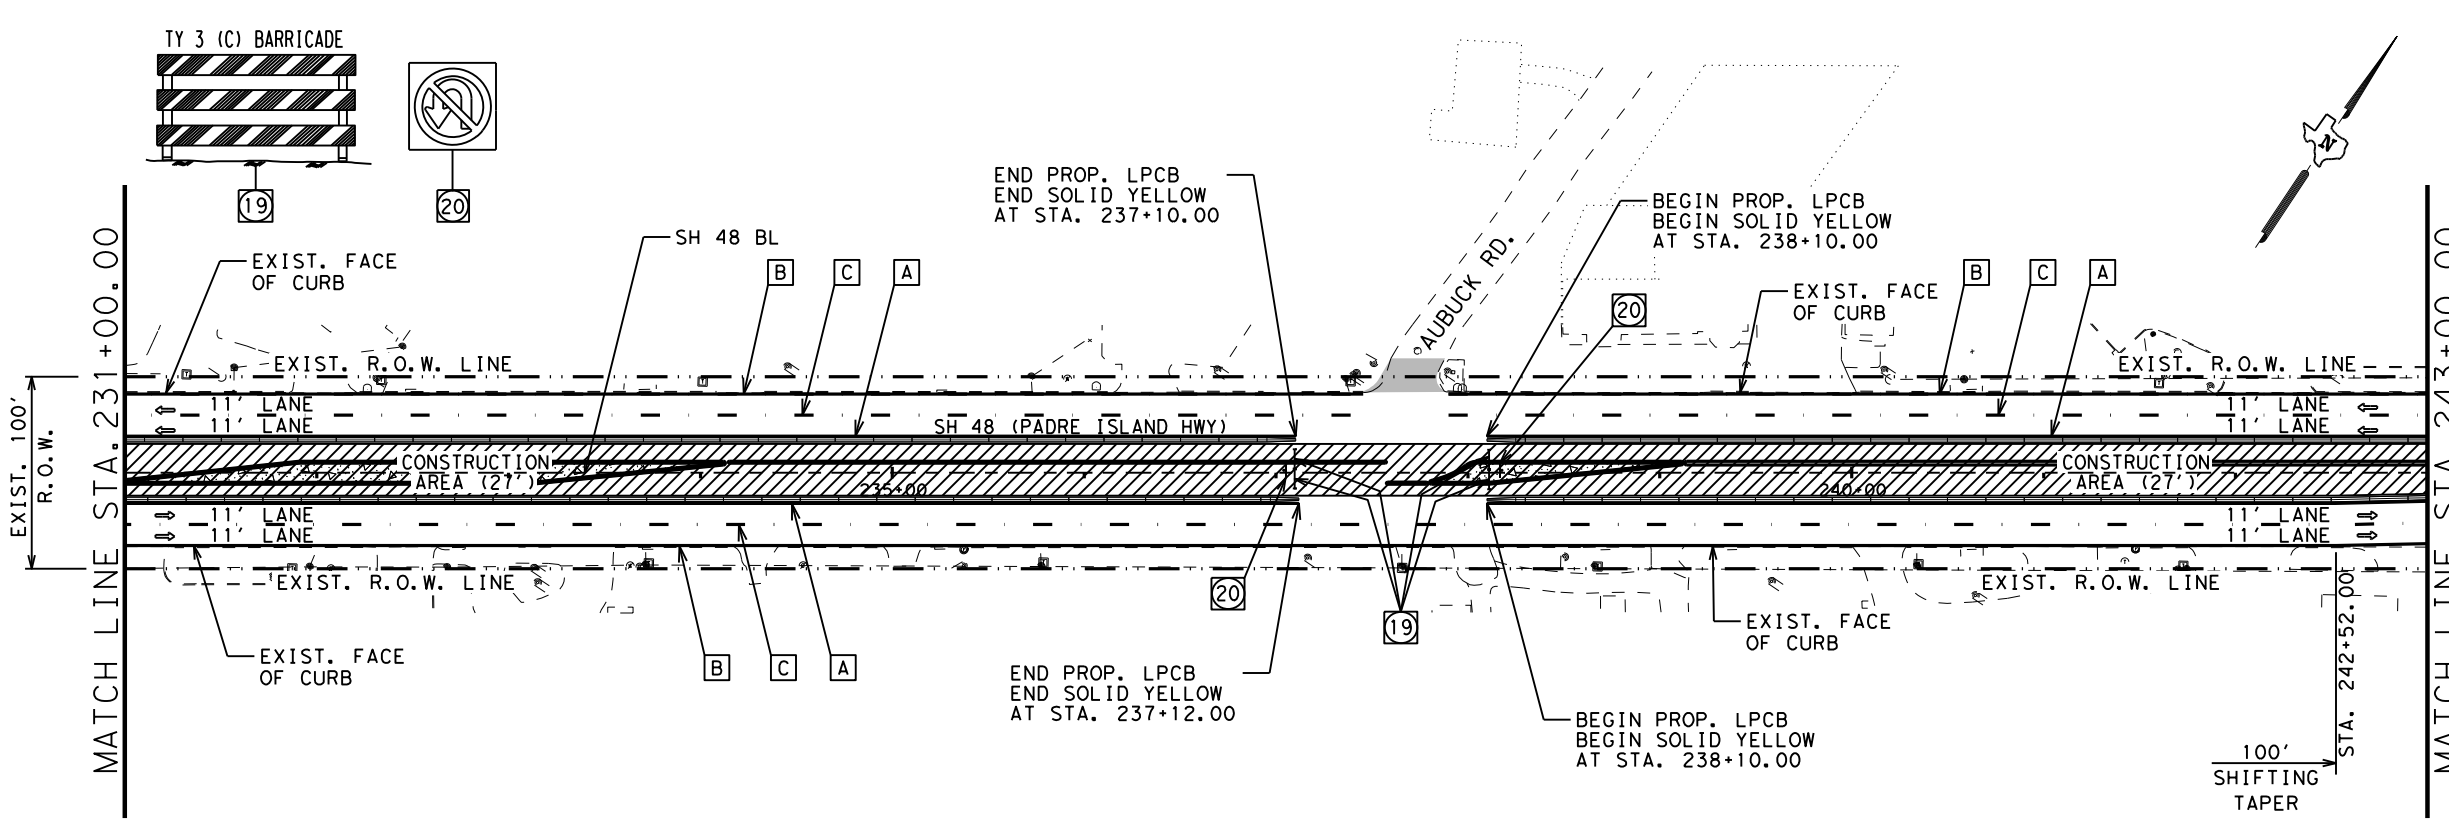 TY 3 (C) BARRICADE
19
20
N
END PROP. LPCB
END SOLID YELLOW
AT STA. 237+10.00
BEGIN PROP. LPCB
BEGIN SOLID YELLOW
AT STA. 238+10.00
SH 48 BL
EXIST. FACE
OF CURB
B
C
A
AUBUCK RD.
20
EXIST. FACE
OF CURB
B
C
A
MATCH LINE STA. 231+00.00
MATCH LINE STA. 243+00.00
EXIST. R.O.W. LINE
EXIST. R.O.W. LINE
EXIST. 100'
R.O.W.
11' LANE
11' LANE
SH 48 (PADRE ISLAND HWY)
11' LANE
11' LANE
CONSTRUCTION
AREA (27')
235+00
240+00
CONSTRUCTION
AREA (27')
11' LANE
11' LANE
11' LANE
11' LANE
EXIST. R.O.W. LINE
EXIST. R.O.W. LINE
20
19
EXIST. FACE
OF CURB
B
C
A
END PROP. LPCB
END SOLID YELLOW
AT STA. 237+12.00
EXIST. FACE
OF CURB
BEGIN PROP. LPCB
BEGIN SOLID YELLOW
AT STA. 238+10.00
STA. 242+52.00
100'
SHIFTING
TAPER